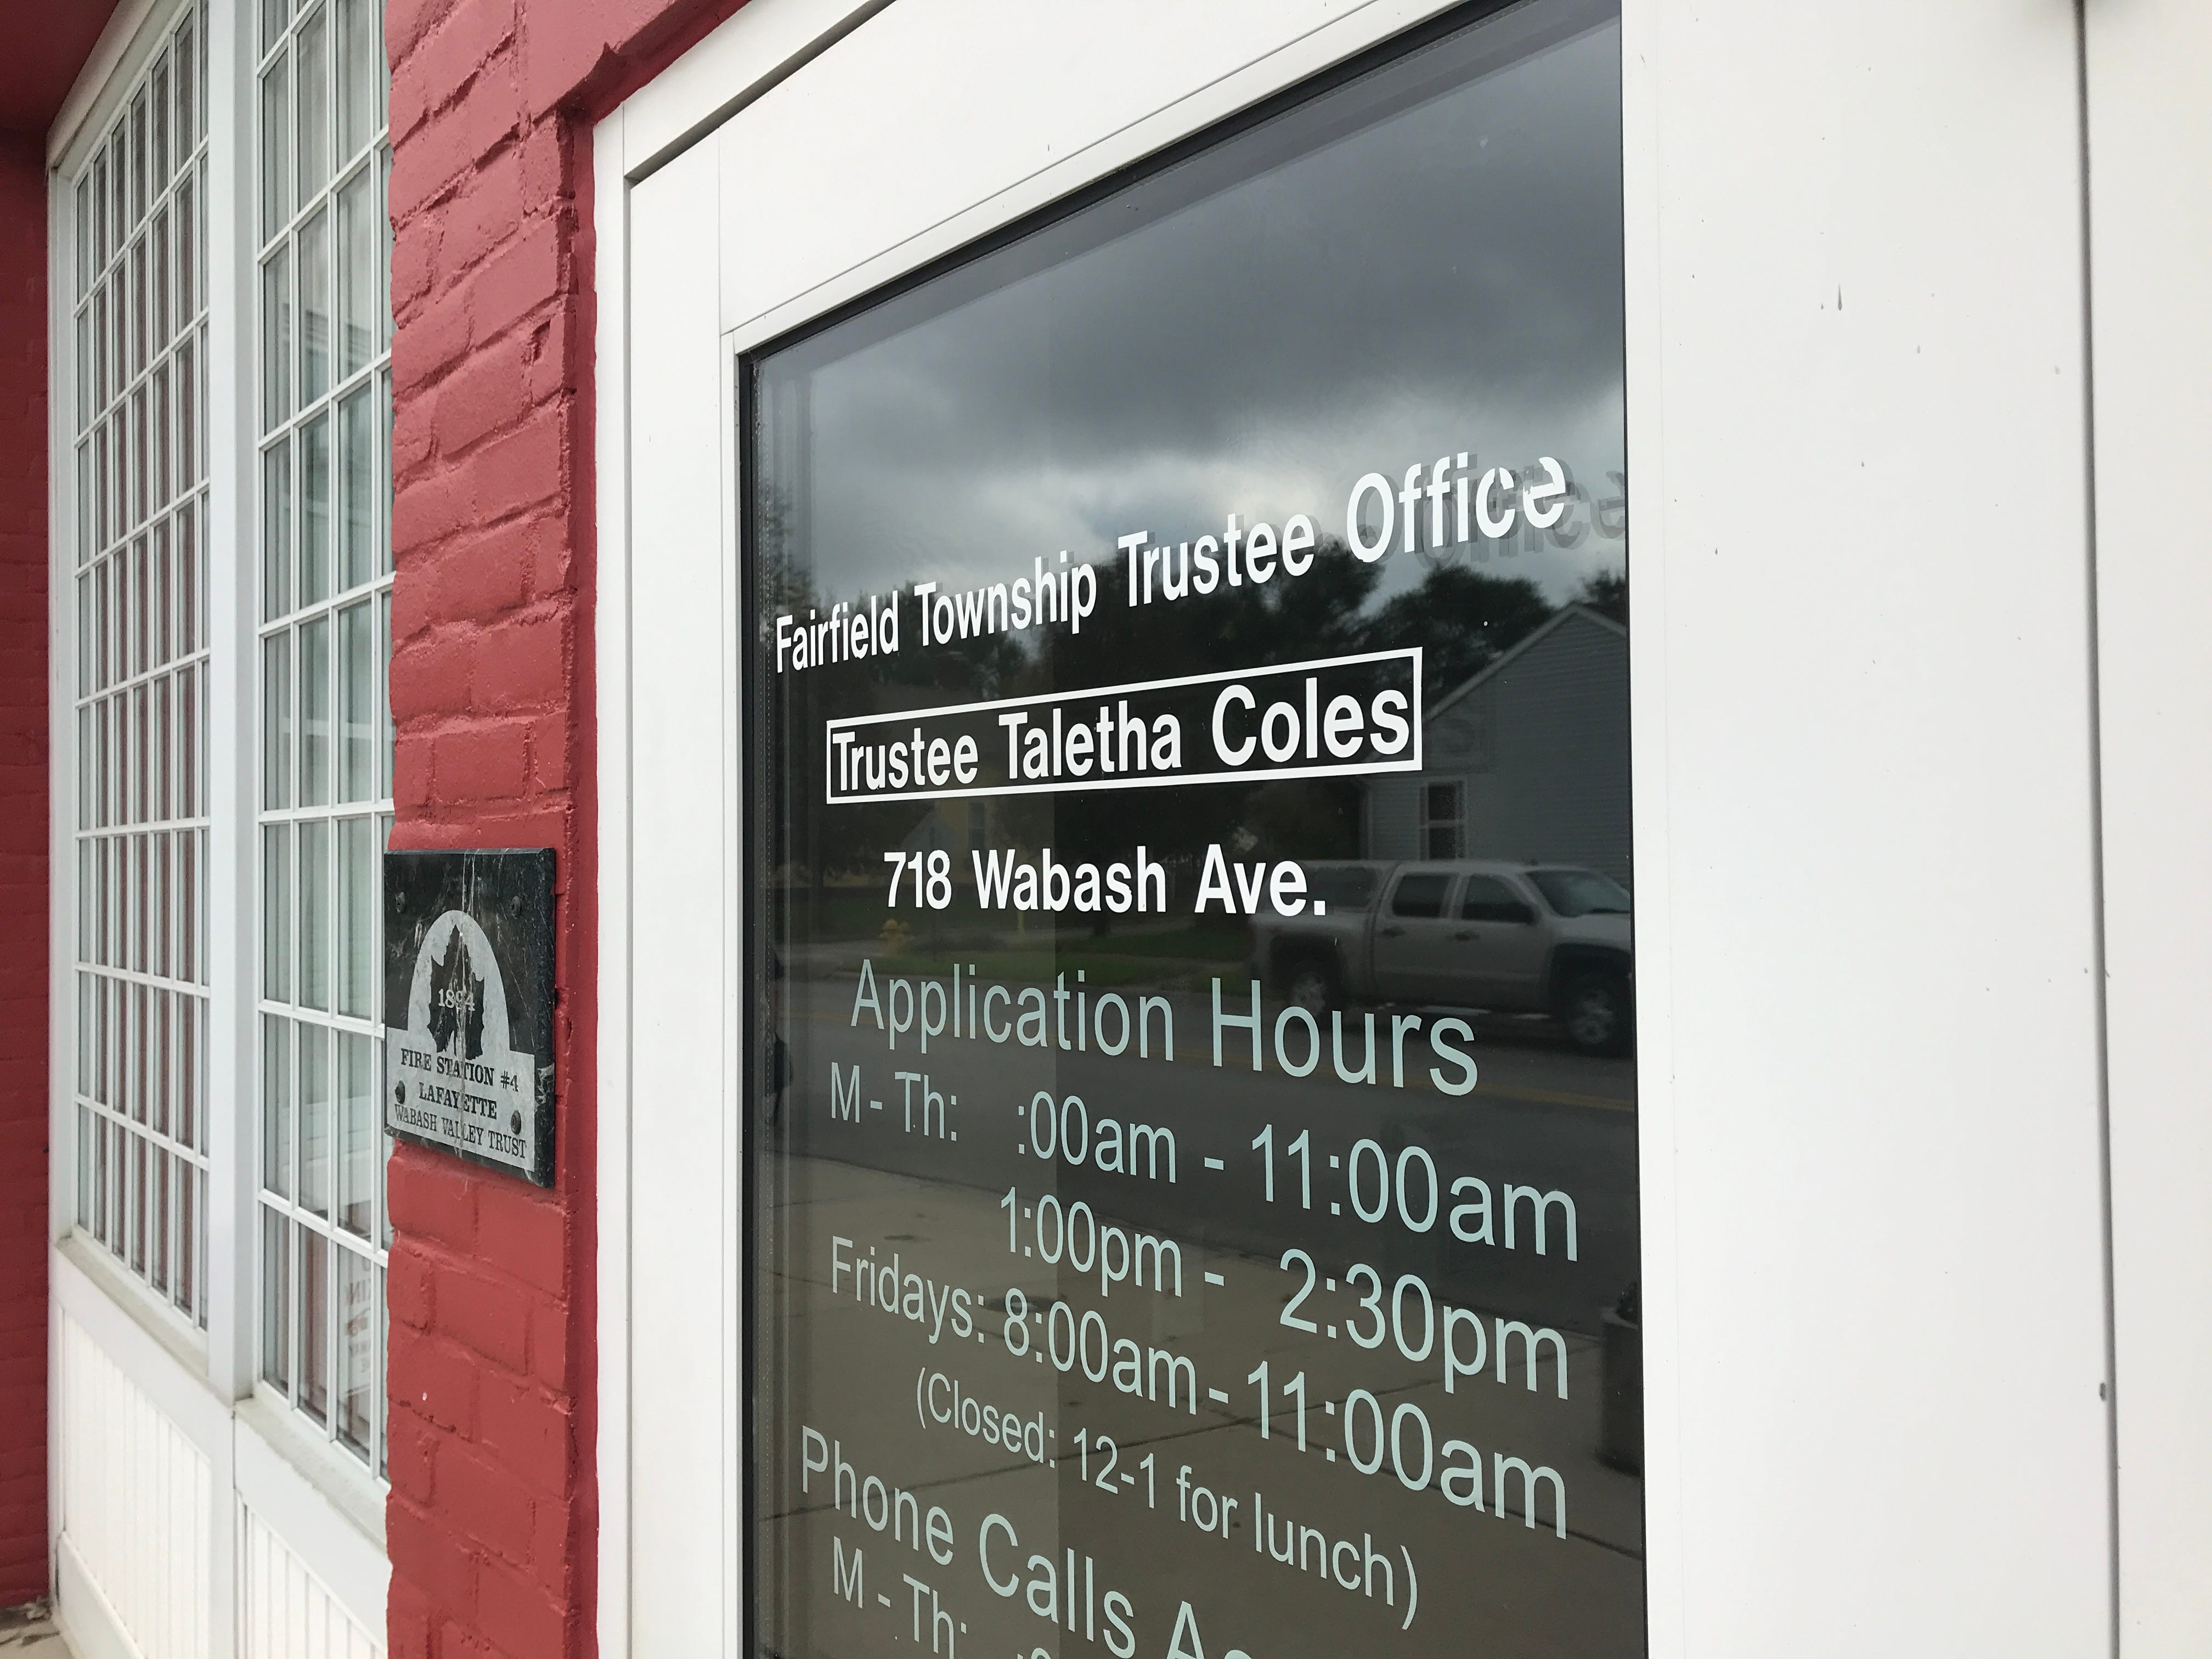 Fairfield Township Trustee Office
Trustee Taletha Coles
718 Wabash Ave.
Application Hours
M - Th: :00am - 11:00am
1:00pm - 2:30pm
Fridays: 8:00am - 11:00am
(Closed: 12-1 for lunch)
Phone Calls
M - Th:
1894
FIRE STATION #4
LAFAYETTE
WABASH VALLEY TRUST